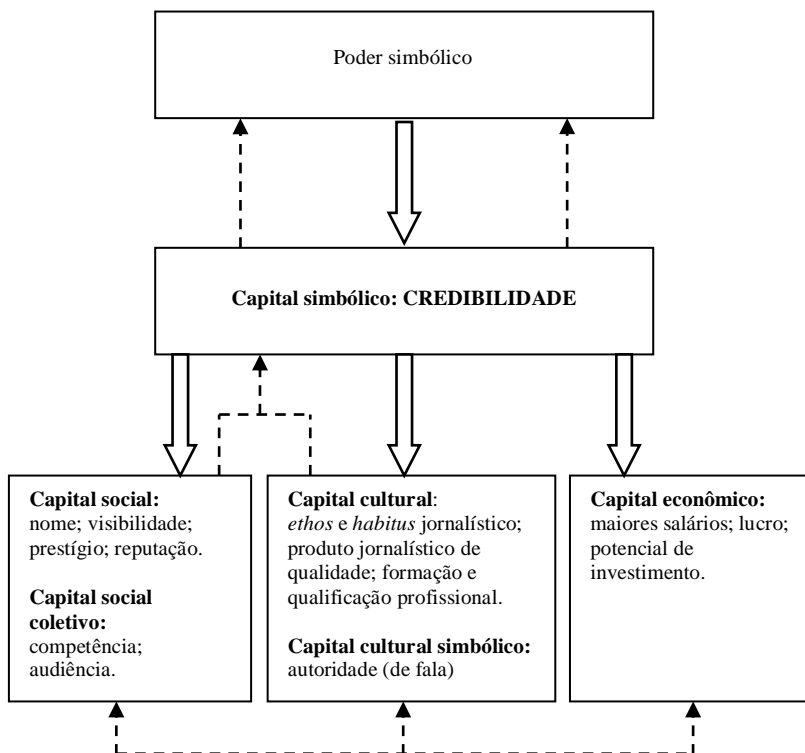 Poder simbólico
Capital simbólico: CREDIBILIDADE
Capital social:
nome; visibilidade;
prestígio; reputação.
Capital social
coletivo:
competência;
audiência.
Capital cultural:
ethos e habitus jornalístico;
produto jornalístico de
qualidade; formação e
qualificação profissional.
Capital cultural simbólico:
autoridade (de fala)
Capital econômico:
maiores salários; lucro;
potencial de
investimento.